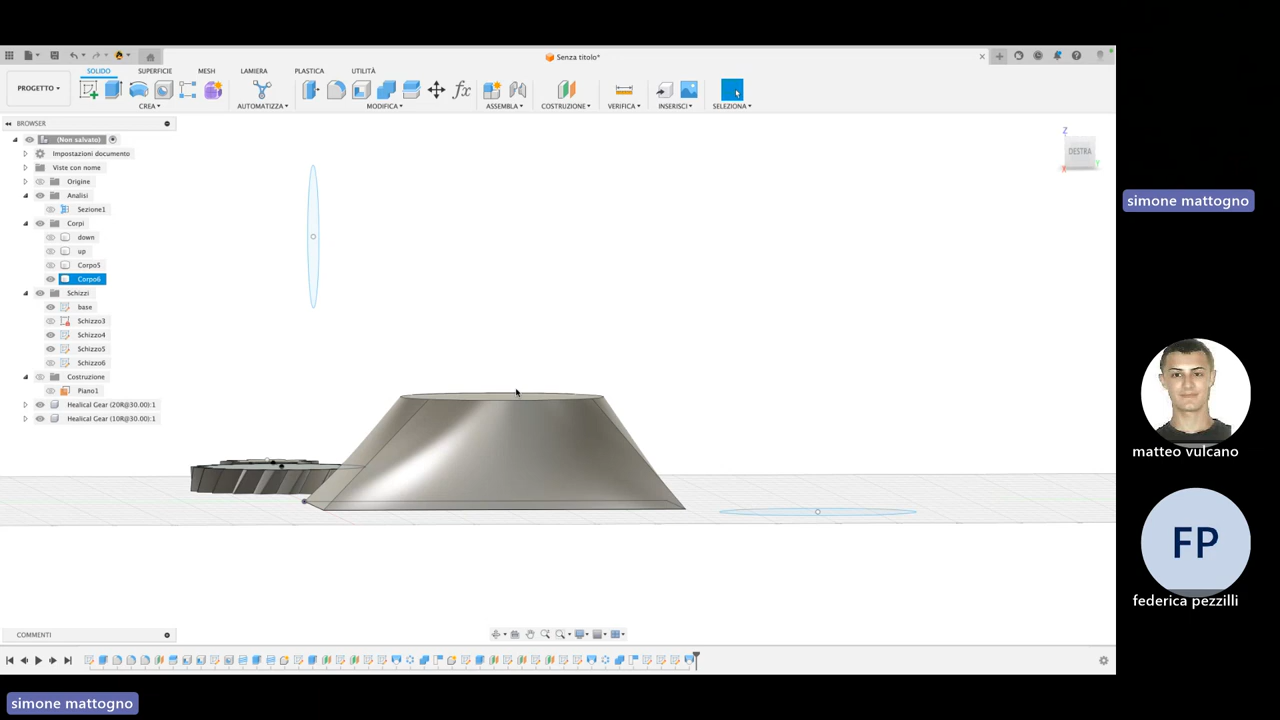 Senza titolo*
SOLIDO
SUPERFICIE
MESH
LAMIERA
PLASTICA
UTILITÀ
PROGETTO
CREA
AUTOMATIZZA
MODIFICA
ASSEMBLA
COSTRUZIONE
VERIFICA
INSERISCI
SELEZIONA
BROWSER
(Non salvato)
Impostazioni documento
Viste con nome
Origine
Analisi
Sezione1
Corpi
down
up
Corpo5
Corpo6
Schizzi
base
Schizzo3
Schizzo4
Schizzo5
Schizzo6
Costruzione
Piano1
Healical Gear (20R@30.00):1
Healical Gear (10R@30.00):1
Z
DESTRA
X
Y
COMMENTI
simone mattogno
matteo vulcano
FP
federica pezzilli
simone mattogno